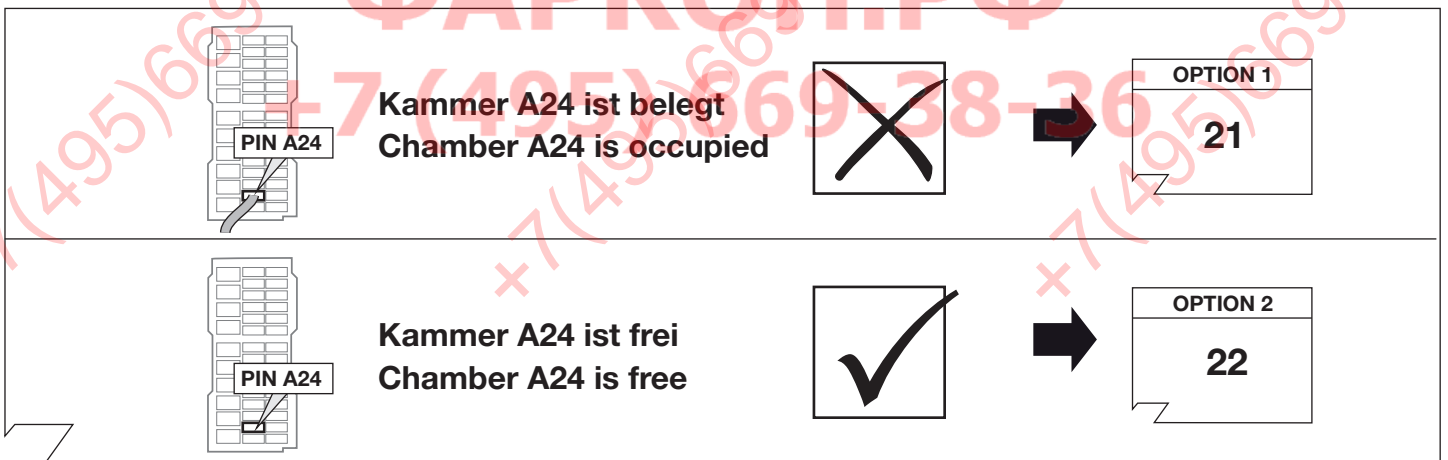 ФАРКОП.РФ
+7 (495) 669-38-36
PIN A24
Kammer A24 ist belegt
Chamber A24 is occupied
OPTION 1
21
PIN A24
Kammer A24 ist frei
Chamber A24 is free
OPTION 2
22